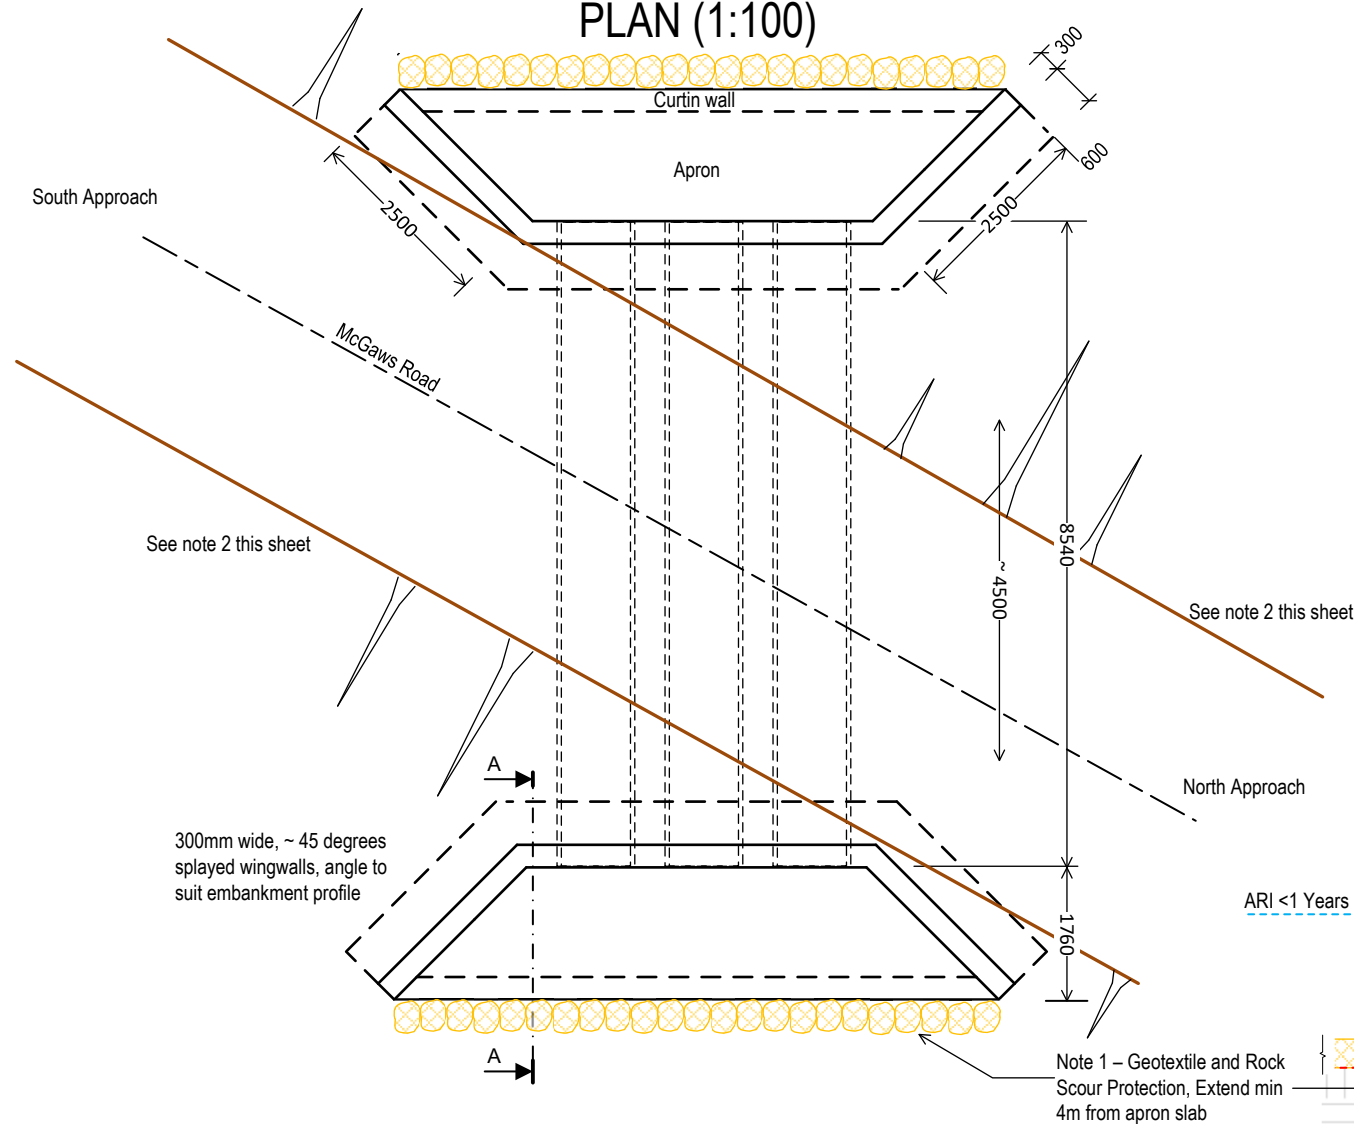 PLAN (1:100)
300
Curtin wall
Apron
600
South Approach
2500
2500
McGaws Road
See note 2 this sheet
8540
~ 4500
See note 2 this sheet
A
North Approach
300mm wide, ~ 45 degrees
splayed wingwalls, angle to
suit embankment profile
ARI <1 Years
1760
A
Note 1 – Geotextile and Rock
Scour Protection, Extend min
4m from apron slab